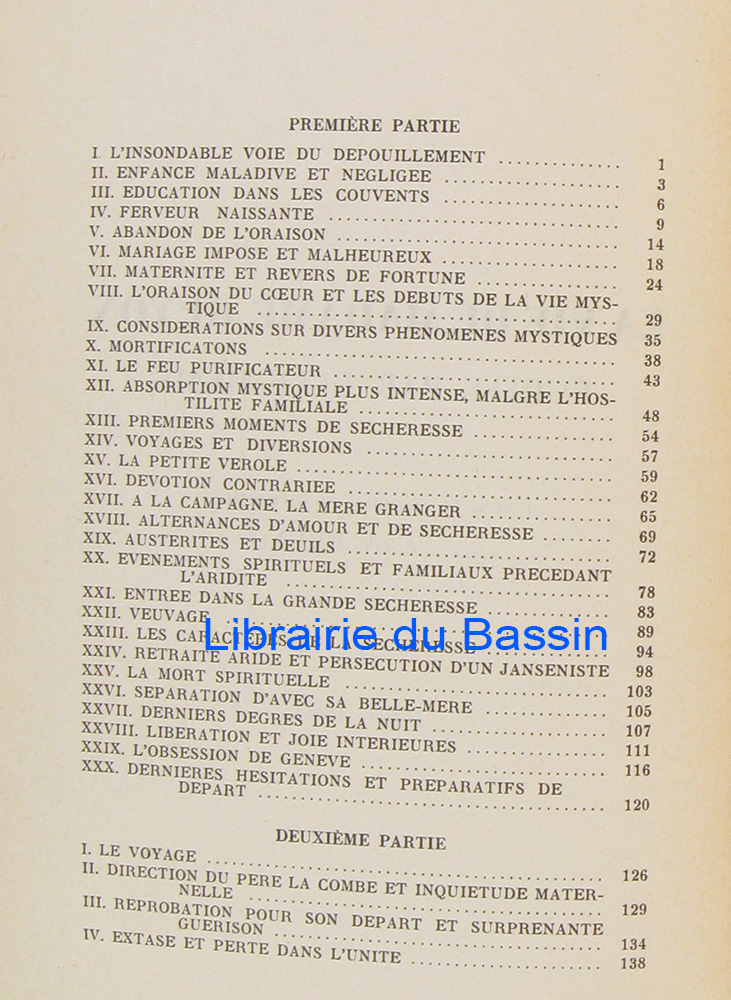 PREMIÈRE PARTIE
I. L'INSONDABLE VOIE DU DEPOUILLEMENT ............. 1
II. ENFANCE MALADIVE ET NEGLIGEE ................... 3
III. EDUCATION DANS LES COUVENTS ................... 6
IV. FERVEUR NAISSANTE ............................... 9
V. ABANDON DE L'ORAISON .............................. 14
VI. MARIAGE IMPOSE ET MALHEUREUX ................... 18
VII. MATERNITE ET REVERS DE FORTUNE ............... 24
VIII. L'ORAISON DU CŒUR ET LES DEBUTS DE LA VIE MYS-
TIQUE ....................................... 29
IX. CONSIDERATIONS SUR DIVERS PHENOMENES MYSTIQUES 35
X. MORTIFICATONS ..................................... 38
XI. LE FEU PURIFICATEUR .............................. 43
XII. ABSORPTION MYSTIQUE PLUS INTENSE, MALGRE L'HOS-
TILITE FAMILIALE ............................ 48
XIII. PREMIERS MOMENTS DE SECHERESSE ............... 54
XIV. VOYAGES ET DIVERSIONS ........................... 57
XV. LA PETITE VEROLE ................................. 59
XVI. DEVOTION CONTRARIEE ............................ 62
XVII. A LA CAMPAGNE. LA MERE GRANGER ............... 65
XVIII. ALTERNANCES D'AMOUR ET DE SECHERESSE ........ 69
XIX. AUSTERITES ET DEUILS ............................ 72
XX. EVENEMENTS SPIRITUELS ET FAMILIAUX PRECEDANT
L'ARIDITE ................................... 78
XXI. ENTREE DANS LA GRANDE SECHERESSE ............. 83
XXII. VEUVAGE ........................................ 89
XXIII. LES CARACTERES DE LA SECHERESSE .............. 94
Librairie du Bassin
XXIV. RETRAITE ARIDE ET PERSECUTION D'UN JANSENISTE 98
XXV. LA MORT SPIRITUELLE ............................ 103
XXVI. SEPARATION D'AVEC SA BELLE-MERE ............. 105
XXVII. DERNIERS DEGRES DE LA NUIT ................... 107
XXVIII. LIBERATION ET JOIE INTERIEURES .............. 111
XXIX. L'OBSESSION DE GENEVE ......................... 116
XXX. DERNIERES HESITATIONS ET PREPARATIFS DE
DEPART ...................................... 120
DEUXIÈME PARTIE
I. LE VOYAGE ......................................... 126
II. DIRECTION DU PERE LA COMBE ET INQUIETUDE MATER-
NELLE ....................................... 129
III. REPROBATION POUR SON DEPART ET SURPRENANTE
GUERISON .................................... 134
IV. EXTASE ET PERTE DANS L'UNITE .................... 138